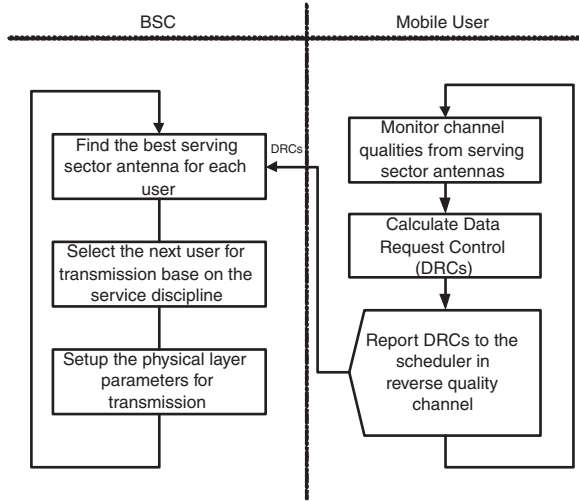 BSC
Mobile User
Find the best serving
sector antenna for each
user
DRCs
Monitor channel
qualities from serving
sector antennas
Select the next user for
transmission base on the
service discipline
Calculate Data
Request Control
(DRCs)
Setup the physical layer
parameters for
transmission
Report DRCs to the
scheduler in
reverse quality
channel